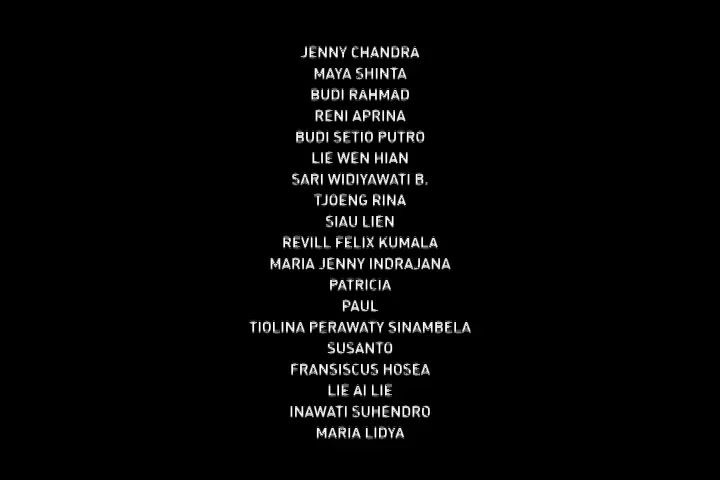 JENNY CHANDRA
MAYA SHINTA
BUDI RAHMAD
RENI APRINA
BUDI SETIO PUTRO
LIE WEN HIAN
SARI WIDIYAWATI B.
TJOENG RINA
SIAU LIEN
REVILL FELIX KUMALA
MARIA JENNY INDRAJANA
PATRICIA
PAUL
TIOLINA PERAWATY SINAMBELA
SUSANTO
FRANSISCUS HOSEA
LIE AI LIE
INAWATI SUHENDRO
MARIA LIDYA